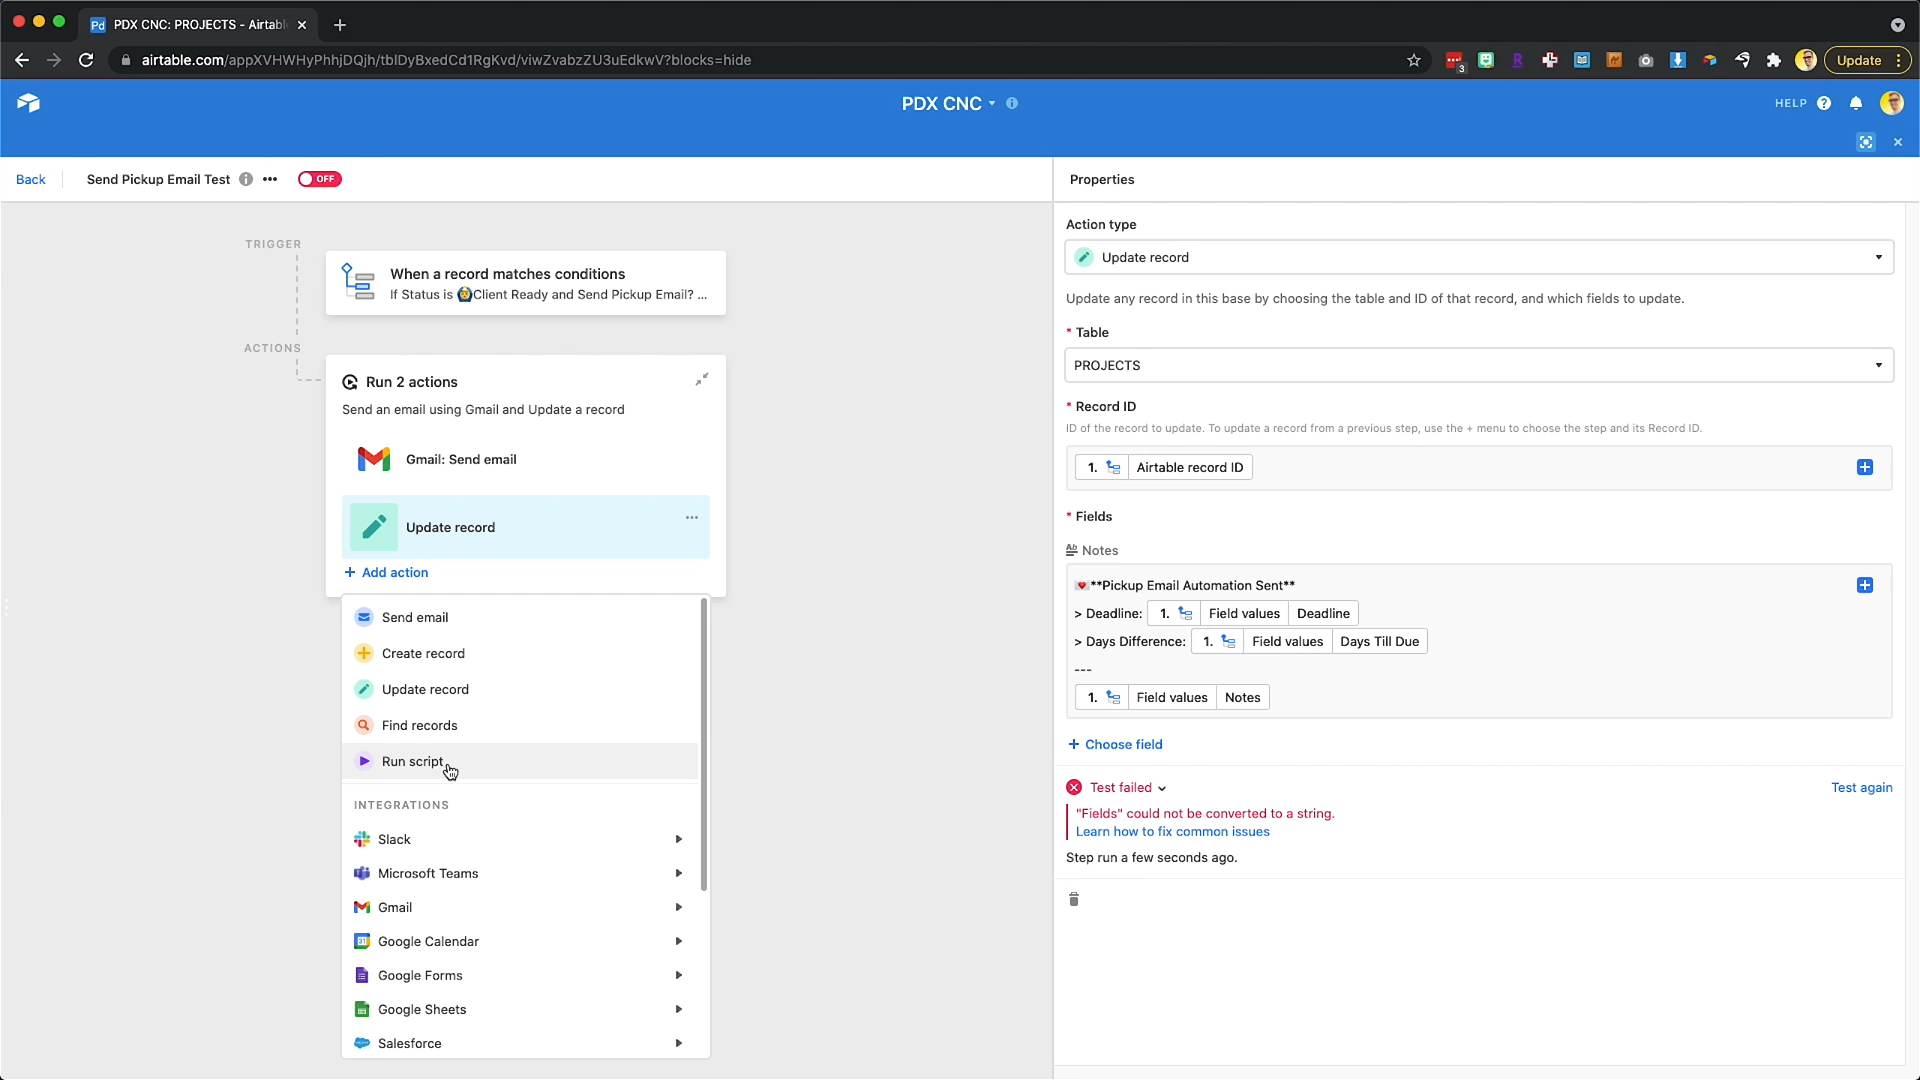 Pd PDX CNC: PROJECTS - Airtabl
airtable.com/appXVHWHyPhhjDQjh/tblDyBxedCd1RgKvd/viwZvabzZU3uEdkwV?blocks=hide
3
Update
PDX CNC
HELP
Back
Send Pickup Email Test
OFF
Properties
TRIGGER
When a record matches conditions
If Status is 🙆Client Ready and Send Pickup Email? ...
ACTIONS
Run 2 actions
Send an email using Gmail and Update a record
Gmail: Send email
Update record
+ Add action
Send email
Create record
Update record
Find records
Run script
INTEGRATIONS
Slack
Microsoft Teams
Gmail
Google Calendar
Google Forms
Google Sheets
Salesforce
Action type
Update record
Update any record in this base by choosing the table and ID of that record, and which fields to update.
* Table
PROJECTS
* Record ID
ID of the record to update. To update a record from a previous step, use the + menu to choose the step and its Record ID.
1. Airtable record ID
* Fields
Notes
💌**Pickup Email Automation Sent**
> Deadline: 1. Field values Deadline
> Days Difference: 1. Field values Days Till Due
---
1. Field values Notes
+ Choose field
Test failed
Test again
"Fields" could not be converted to a string.
Learn how to fix common issues
Step run a few seconds ago.